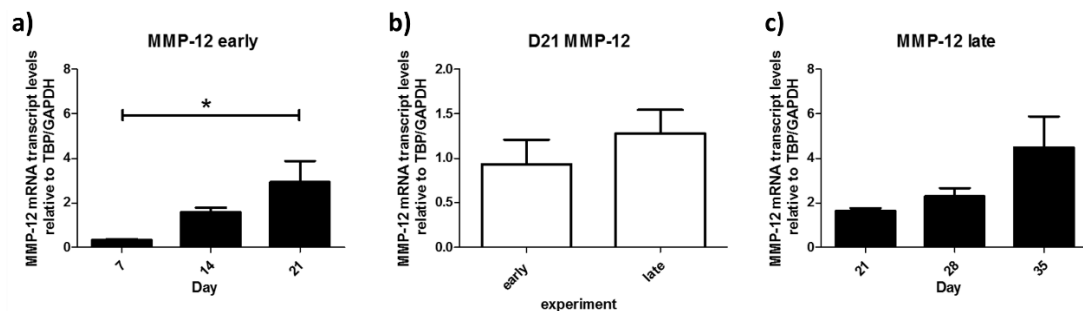 a)
MMP-12 early
MMP-12 mRNA transcript levels
relative to TBP/GAPDH
8
6
4
2
0
*
7
14
21
Day
b)
D21 MMP-12
MMP-12 mRNA transcript levels
relative to TBP/GAPDH
2.0
1.5
1.0
0.5
0.0
early
late
experiment
c)
MMP-12 late
MMP-12 mRNA transcript levels
relative to TBP/GAPDH
8
6
4
2
0
21
28
35
Day